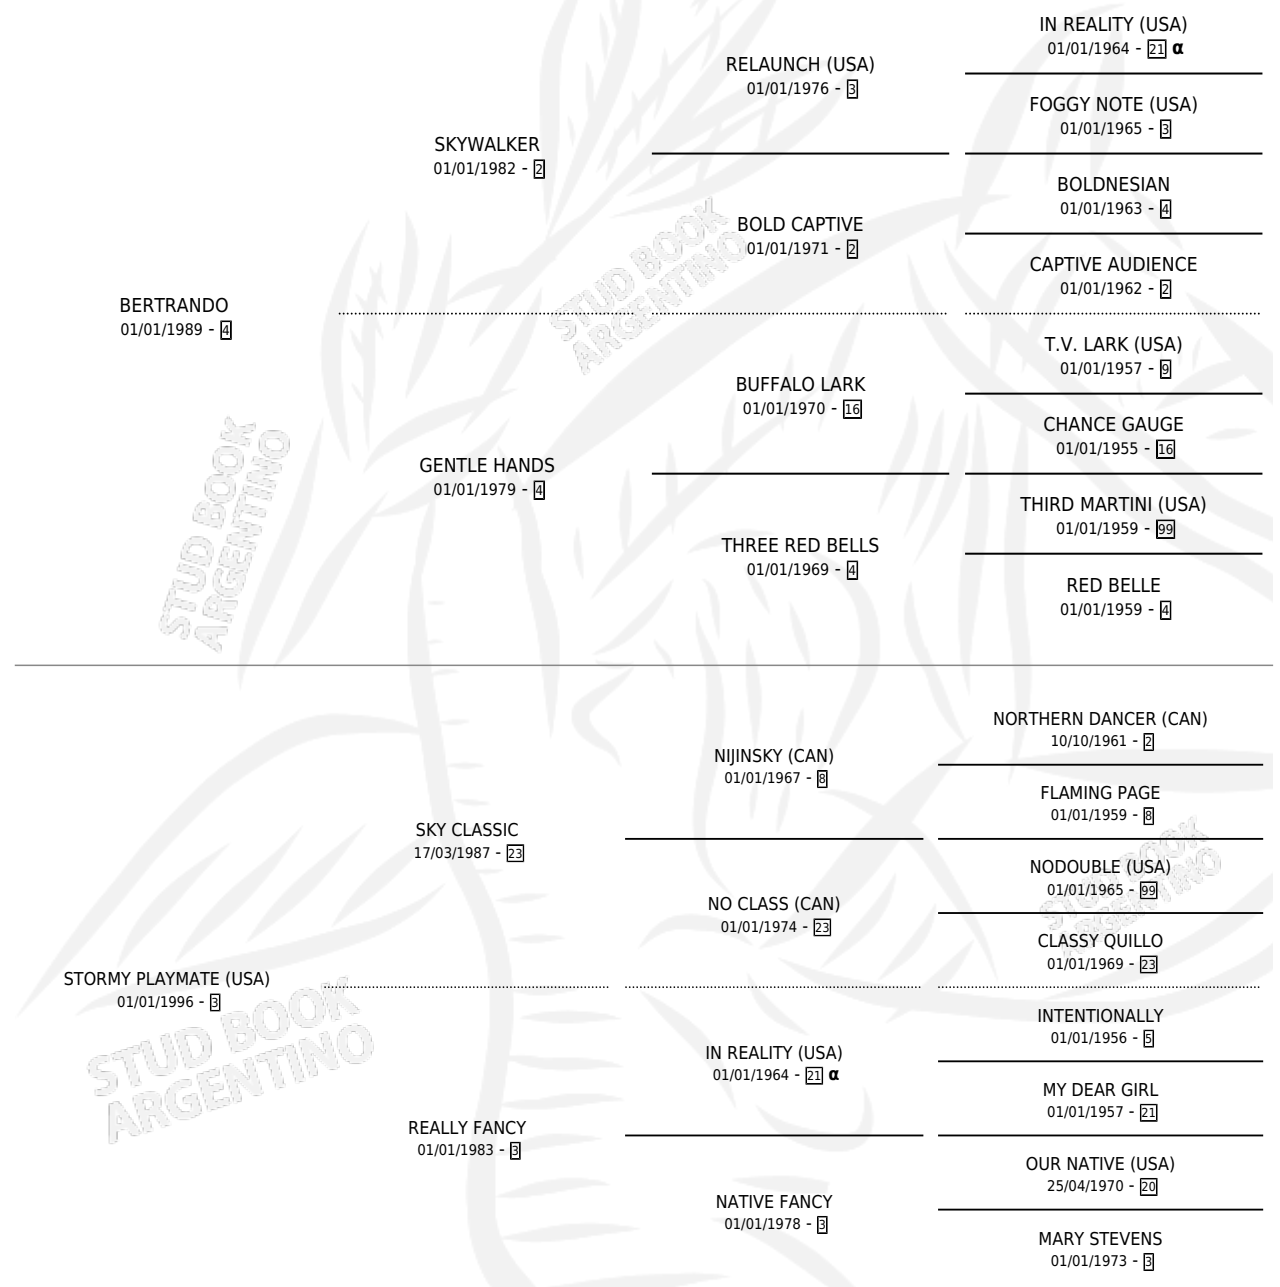 IN REALITY (USA)
01/01/1964 - 21 α
RELAUNCH (USA)
01/01/1976 - 3
FOGGY NOTE (USA)
01/01/1965 - 3
SKYWALKER
01/01/1982 - 2
BOLDNESIAN
01/01/1963 - 4
BOLD CAPTIVE
01/01/1971 - 2
CAPTIVE AUDIENCE
01/01/1962 - 2
BERTRANDO
01/01/1989 - 4
T.V. LARK (USA)
01/01/1957 - 9
BUFFALO LARK
01/01/1970 - 16
CHANCE GAUGE
01/01/1955 - 16
GENTLE HANDS
01/01/1979 - 4
THIRD MARTINI (USA)
01/01/1959 - 99
THREE RED BELLS
01/01/1969 - 4
RED BELLE
01/01/1959 - 4
NORTHERN DANCER (CAN)
10/10/1961 - 2
NIJINSKY (CAN)
01/01/1967 - 8
FLAMING PAGE
01/01/1959 - 8
SKY CLASSIC
17/03/1987 - 23
NODOUBLE (USA)
01/01/1965 - 99
NO CLASS (CAN)
01/01/1974 - 23
CLASSY QUILLO
01/01/1969 - 23
STORMY PLAYMATE (USA)
01/01/1996 - 3
INTENTIONALLY
01/01/1956 - 5
IN REALITY (USA)
01/01/1964 - 21 α
MY DEAR GIRL
01/01/1957 - 21
REALLY FANCY
01/01/1983 - 3
OUR NATIVE (USA)
25/04/1970 - 20
NATIVE FANCY
01/01/1978 - 3
MARY STEVENS
01/01/1973 - 3
STUD BOOK
ARGENTINO
STUD BOOK
ARGENTINO
STUD BOOK
ARGENTINO
STUD BOOK
ARGENTINO